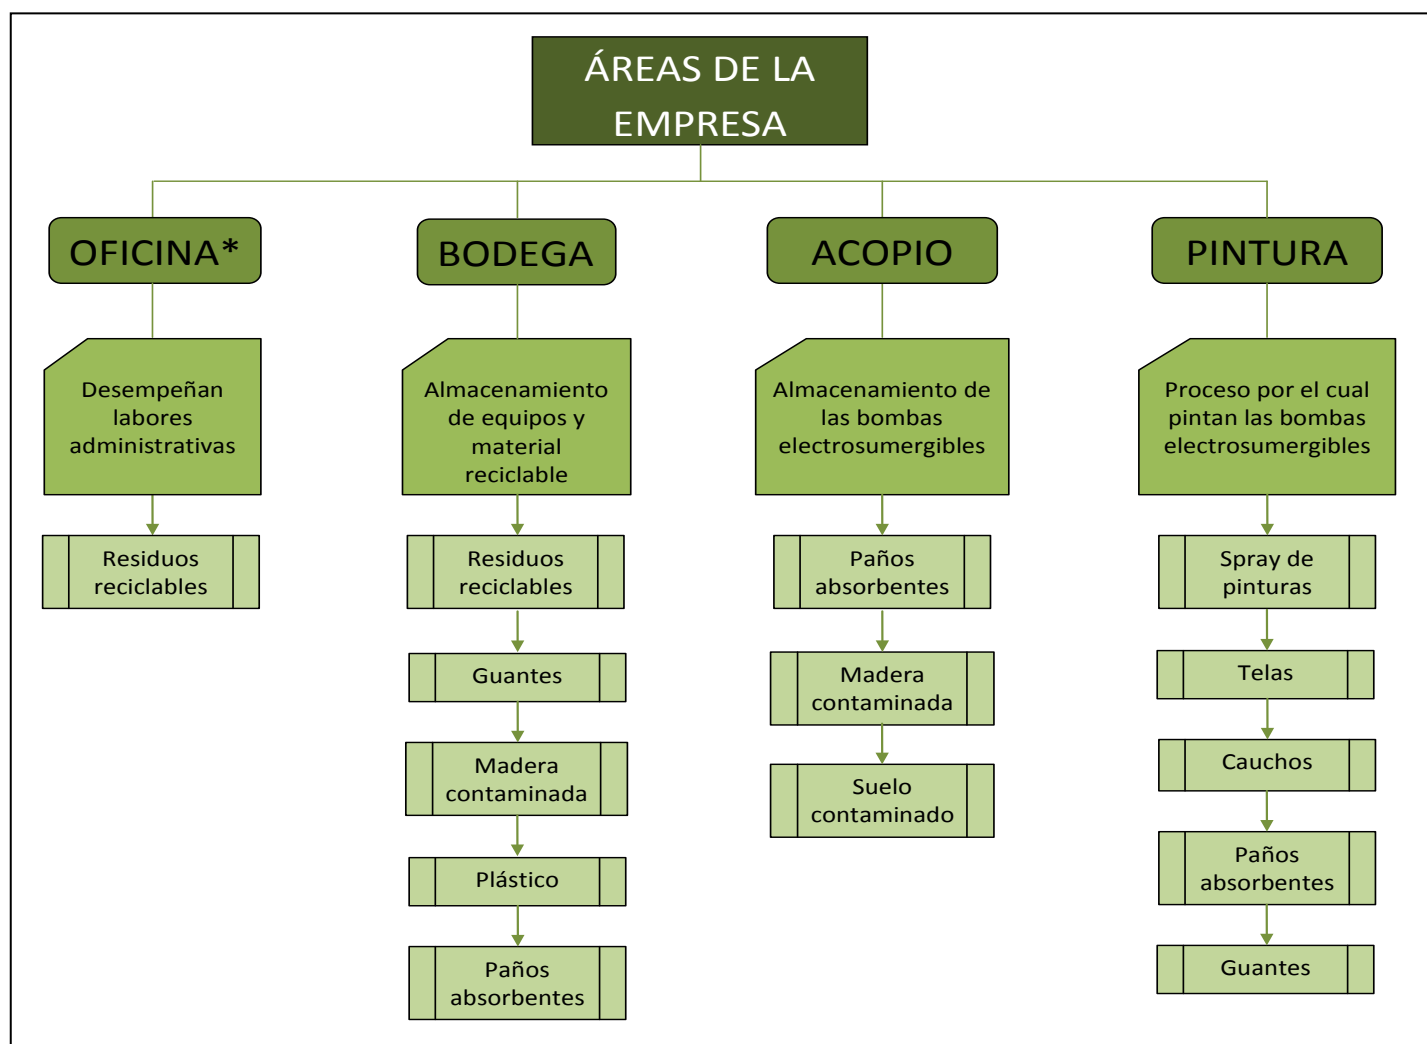 ÁREAS DE LA
EMPRESA
OFICINA*
BODEGA
ACOPIO
PINTURA
Desempeñan
labores
administrativas
Almacenamiento
de equipos y
material
reciclable
Almacenamiento de
las bombas
electrosumergibles
Proceso por el cual
pintan las bombas
electrosumergibles
Residuos
reciclables
Residuos
reciclables
Guantes
Madera
contaminada
Plástico
Paños
absorbentes
Paños
absorbentes
Madera
contaminada
Suelo
contaminado
Spray de
pinturas
Telas
Cauchos
Paños
absorbentes
Guantes